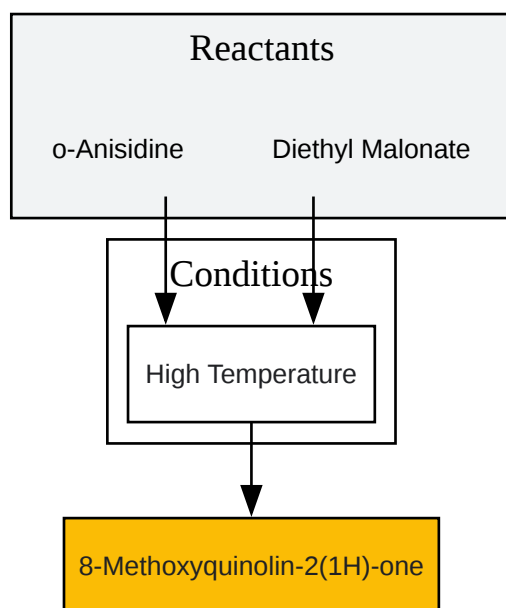 Reactants
o-Anisidine
Diethyl Malonate
Conditions
High Temperature
8-Methoxyquinolin-2(1H)-one